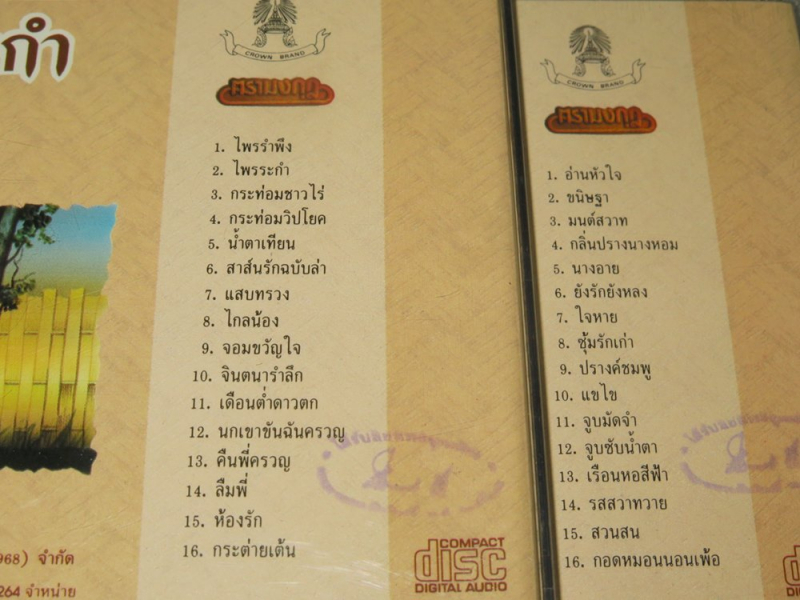 กำ
CROWN BRAND
ตรามงกุฎ
1. ไพรรำพึง
2. ไพรระกำ
3. กระท่อมชาวไร่
4. กระท่อมวิปโยค
5. น้ำตาเทียน
6. สาส์นรักฉบับล่า
7. แสบทรวง
8. ไกลน้อง
9. จอมขวัญใจ
10. จินตนารำลึก
11. เดือนต่ำดาวตก
12. นกเขาขันฉันครวญ
13. คืนพี่ครวญ
14. ลืมพี่
15. ห้องรัก
16. กระต่ายเต้น
968) จำกัด
264 จำหน่าย
COMPACT
disc
DIGITAL AUDIO
CROWN BRAND
ตรามงกุฎ
1. อ่านหัวใจ
2. ขนิษฐา
3. มนต์สวาท
4. กลิ่นปรางนางหอม
5. นางอาย
6. ยังรักยังหลง
7. ใจหาย
8. ซุ้มรักเก่า
9. ปรางค์ชมพู
10. แขไข
11. จูบมัดจำ
12. จูบซับน้ำตา
13. เรือนหอสีฟ้า
14. รสสวาทวาย
15. สวนสน
16. กอดหมอนนอนเพ้อ